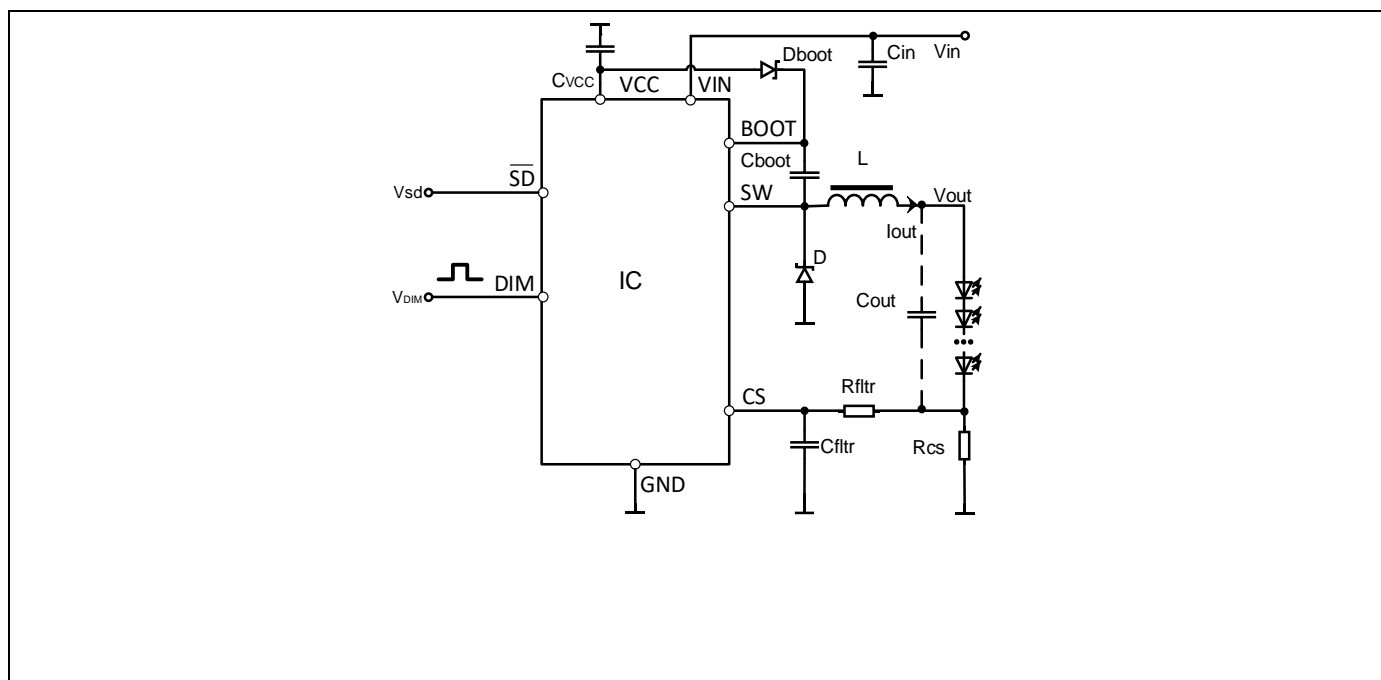 Dboot
Cin
Vin
CVCC
VCC
VIN
BOOT
Cboot
L
Vsd
SD
SW
Vout
Iout
D
DIM
VDIM
IC
Cout
•••
CS
Rfltr
Cfltr
Rcs
GND